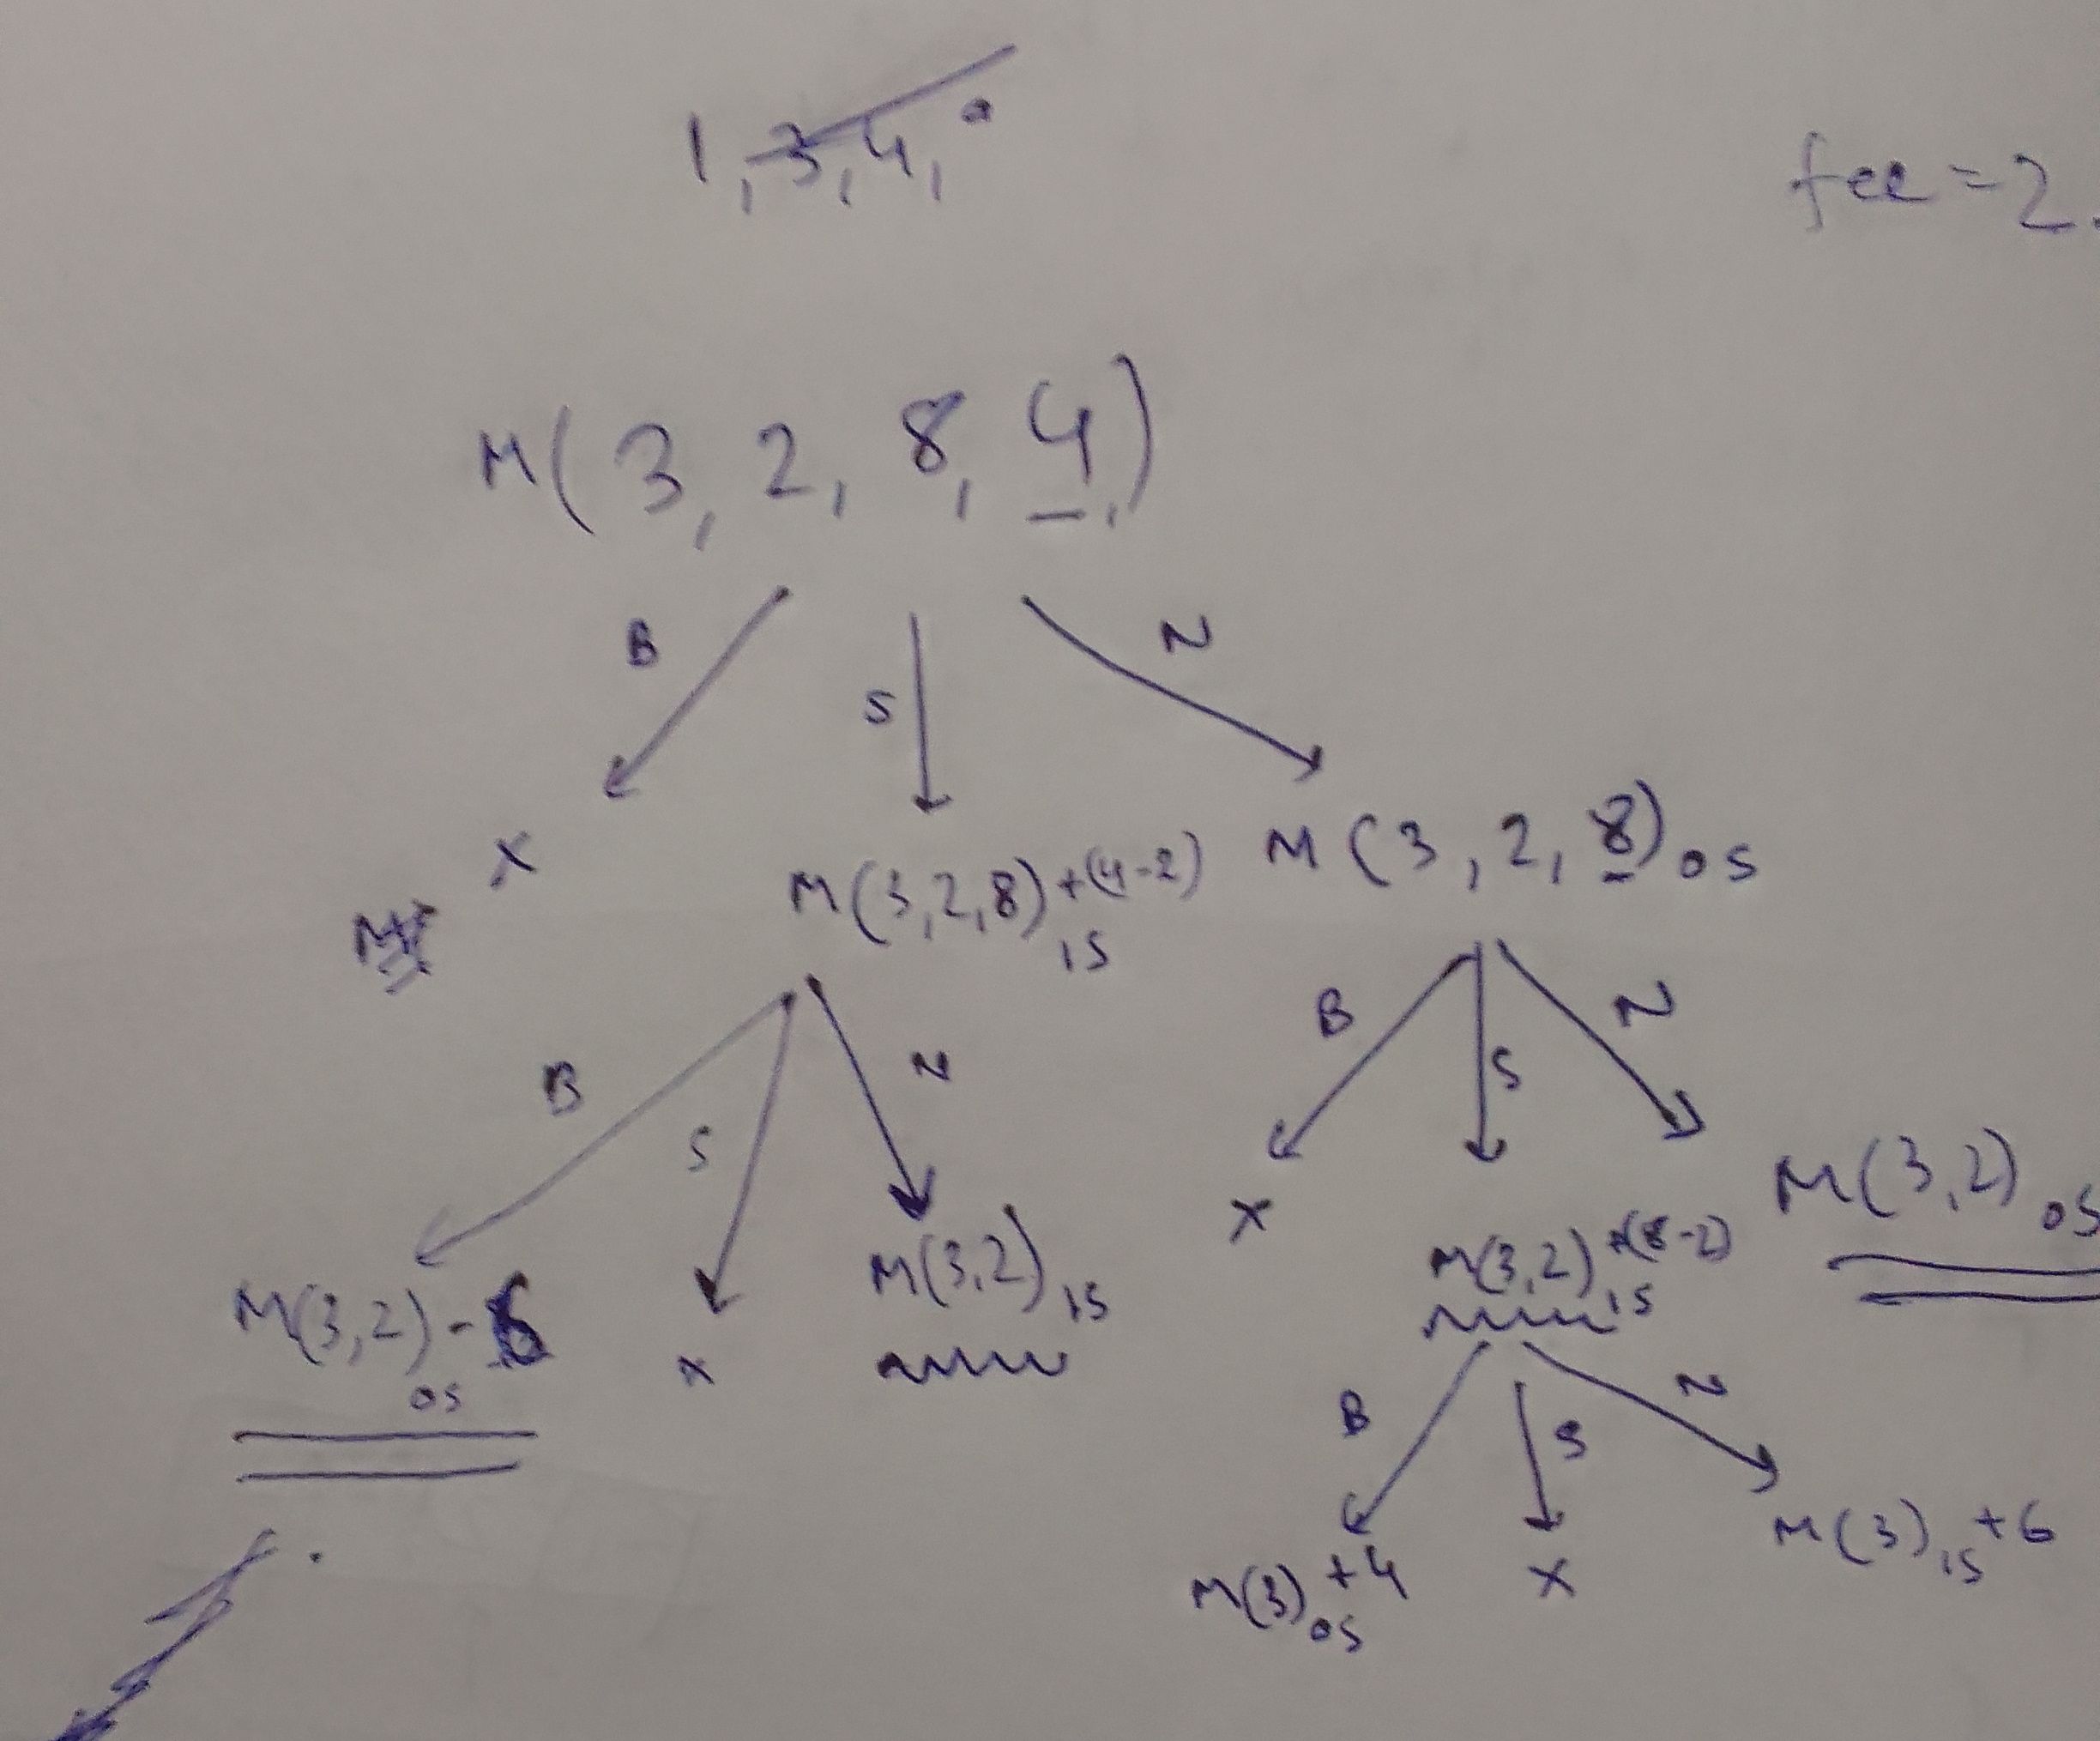 1, 3, 4,
fee = 2.
M( 3, 2, 8, 4,)
B S N
X M(3,2,8)+(4-2) 1S M(3,2,8) 0S
B S N B S N
M(3,2)- 0S X M(3,2) 1S X M(3,2)+(8-2) 1S M(3,2) 0S
B S N
M(3)+4 0S X M(3) 1S +6